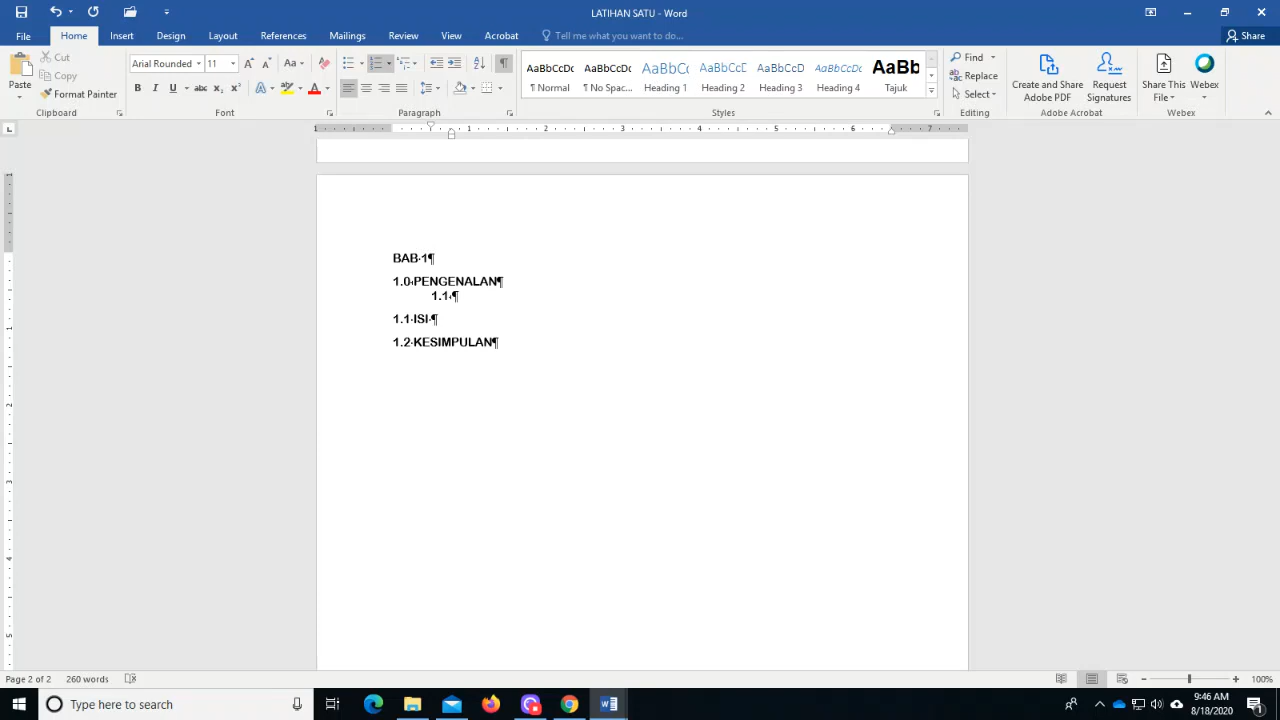 LATIHAN SATU - Word
File Home Insert Design Layout References Mailings Review View Acrobat Tell me what you want to do... Share
Paste
Cut
Copy
Format Painter
Clipboard
Arial Rounded 11
Font
Paragraph
AaBbCcDc AaBbCcDc AaBbCc AaBbCcD AaBbCcD AaBbCcD AaBb
¶ Normal ¶ No Spac... Heading 1 Heading 2 Heading 3 Heading 4 Tajuk
Styles
Find
Replace
Select
Editing
Create and Share Adobe PDF
Request Signatures
Adobe Acrobat
Share This File
Webex
Webex
BAB·1¶
1.0·PENGENALAN¶
1.1·¶
1.1·ISI·¶
1.2·KESIMPULAN¶
Page 2 of 2 260 words 100%
Type here to search
9:46 AM
8/18/2020